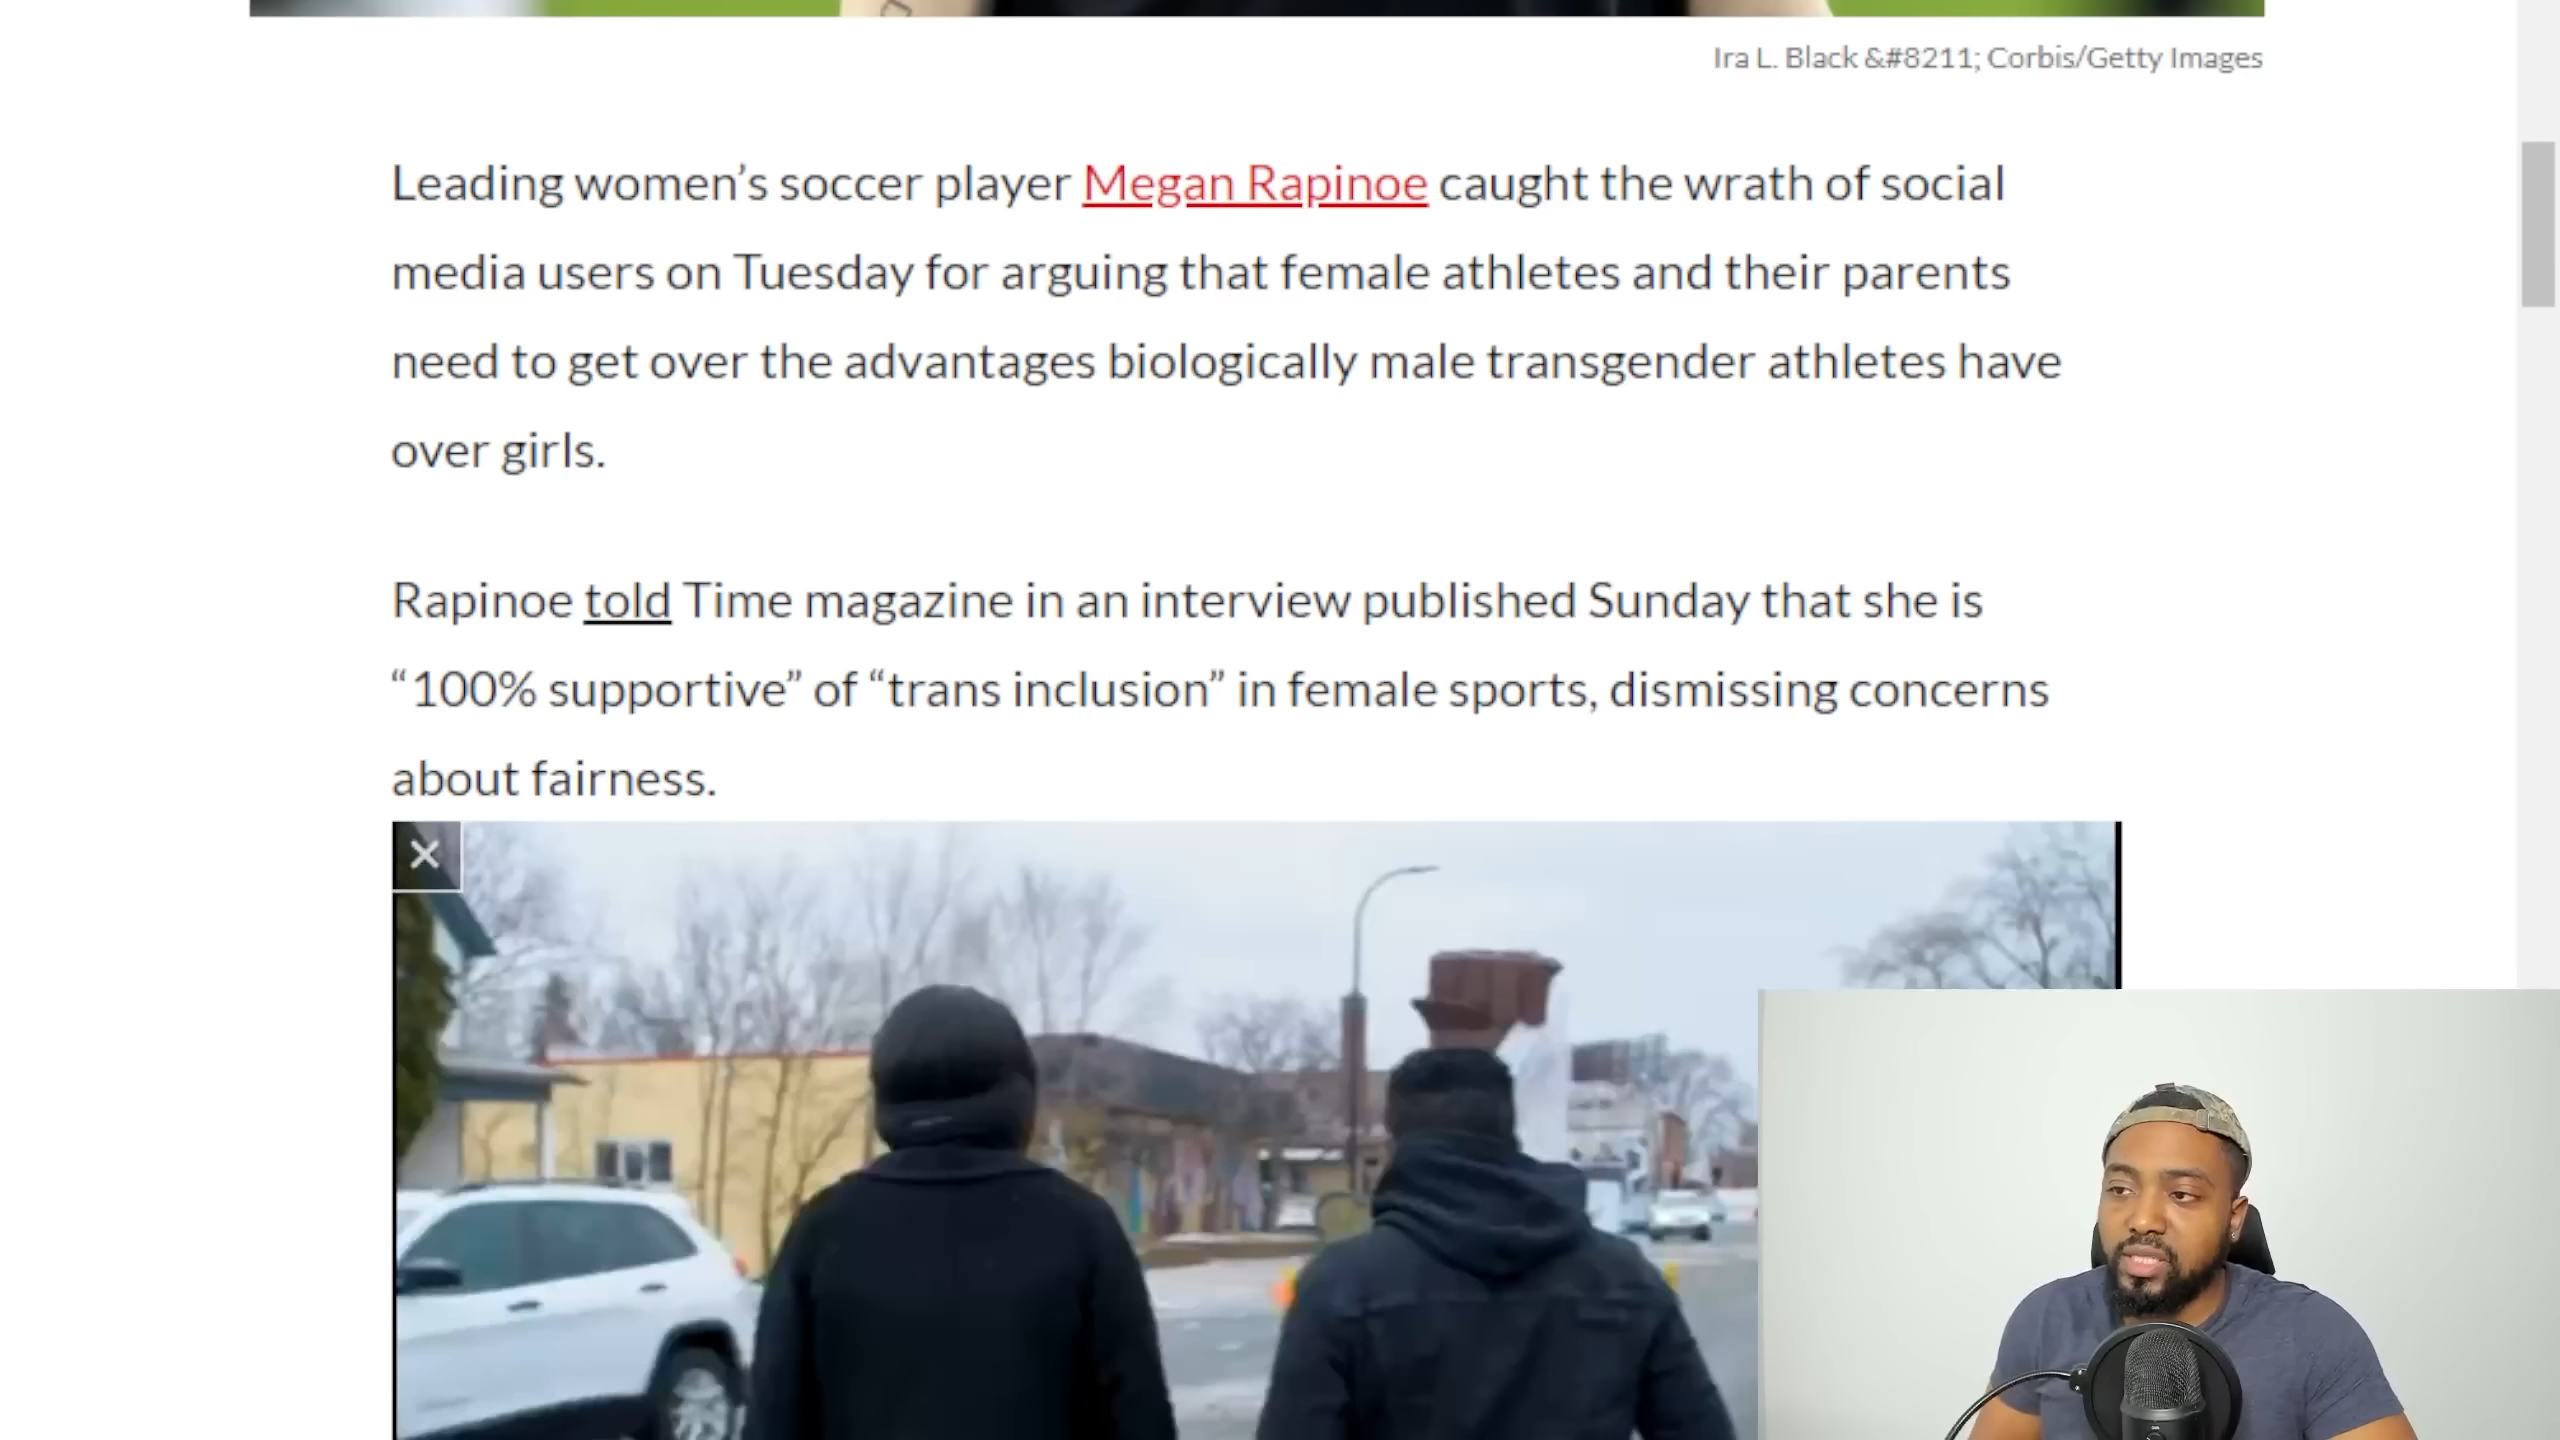 Ira L. Black &#8211; Corbis/Getty Images
Leading women’s soccer player Megan Rapinoe caught the wrath of social
media users on Tuesday for arguing that female athletes and their parents
need to get over the advantages biologically male transgender athletes have
over girls.
Rapinoe told Time magazine in an interview published Sunday that she is
“100% supportive” of “trans inclusion” in female sports, dismissing concerns
about fairness.